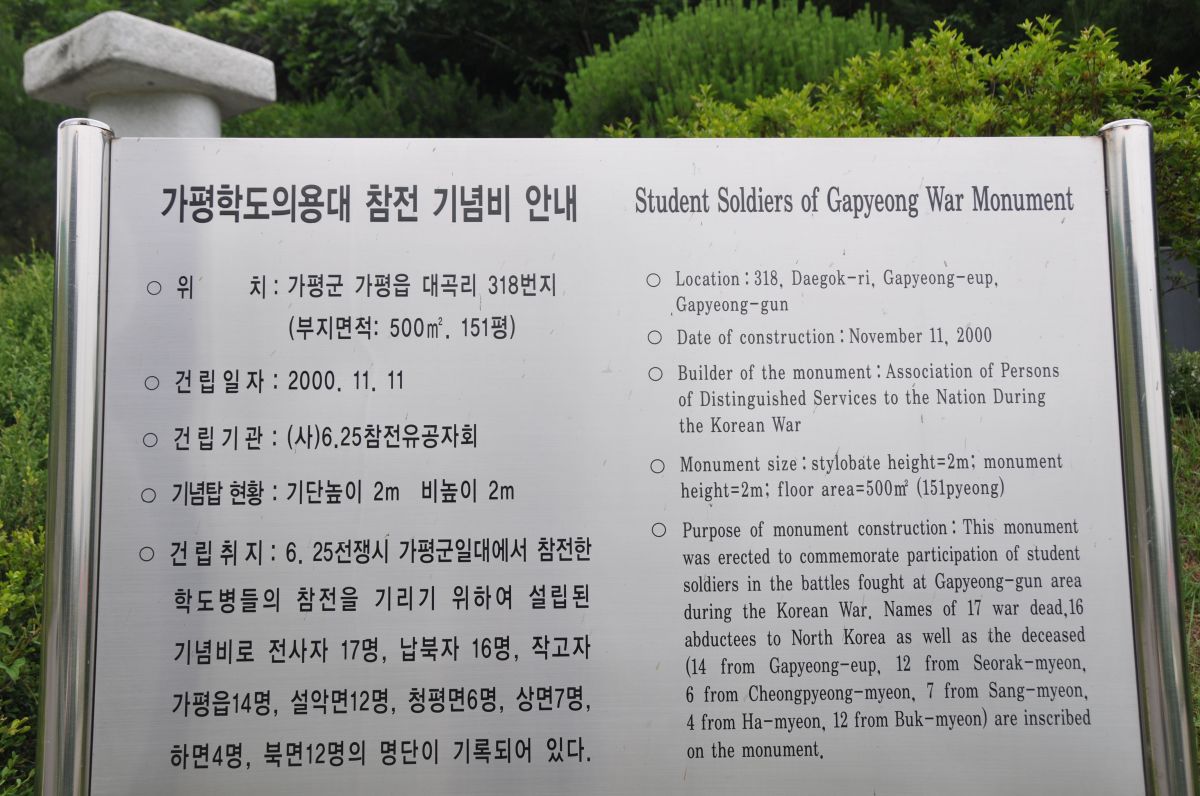 가평학도의용대 참전 기념비 안내
○ 위 치 : 가평군 가평읍 대곡리 318번지
(부지면적: 500㎡. 151평)
○ 건립일자 : 2000. 11. 11
○ 건립기관 : (사)6.25참전유공자회
○ 기념탑 현황 : 기단높이 2m 비높이 2m
○ 건립취지 : 6. 25전쟁시 가평군일대에서 참전한
학도병들의 참전을 기리기 위하여 설립된
기념비로 전사자 17명, 납북자 16명, 작고자
가평읍14명, 설악면12명, 청평면6명, 상면7명,
하면4명, 북면12명의 명단이 기록되어 있다.
Student Soldiers of Gapyeong War Monument
○ Location : 318, Daegok-ri, Gapyeong-eup,
Gapyeong-gun
○ Date of construction : November 11, 2000
○ Builder of the monument : Association of Persons
of Distinguished Services to the Nation During
the Korean War
○ Monument size : stylobate height=2m; monument
height=2m; floor area=500㎡ (151pyeong)
○ Purpose of monument construction : This monument
was erected to commemorate participation of student
soldiers in the battles fought at Gapyeong-gun area
during the Korean War. Names of 17 war dead,16
abductees to North Korea as well as the deceased
(14 from Gapyeong-eup, 12 from Seorak-myeon,
6 from Cheongpyeong-myeon, 7 from Sang-myeon,
4 from Ha-myeon, 12 from Buk-myeon) are inscribed
on the monument.